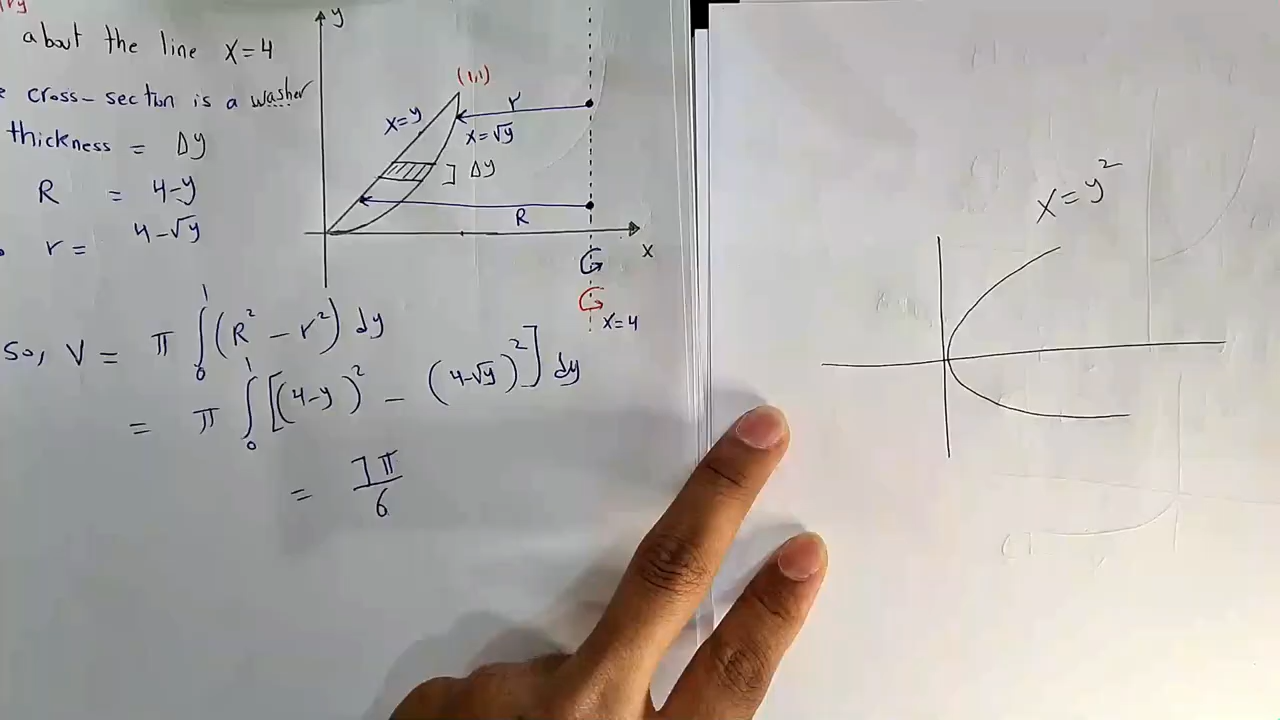 about the line x=4
cross-section is a washer
thickness = Δy
R = 4-y
r = 4-√y
y
(1,1)
r
x=y
x=√y
Δy
R
x
x=4
so, V = π ∫₀¹ (R² - r²) dy
= π ∫₀¹ [(4-y)² - (4-√y)²] dy
= 7π/6
x=y²